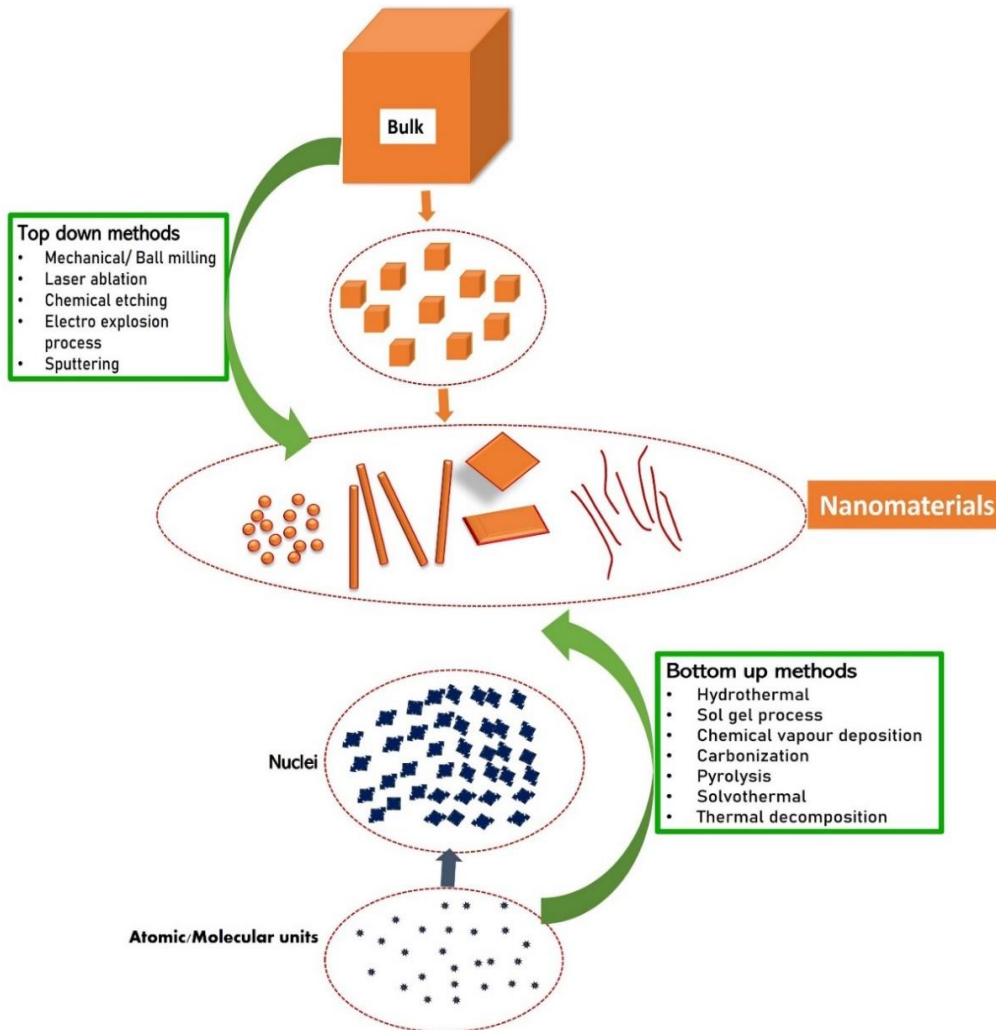 Bulk
Top down methods
• Mechanical/ Ball milling
• Laser ablation
• Chemical etching
• Electro explosion
process
• Sputtering
Nanomaterials
Bottom up methods
• Hydrothermal
• Sol gel process
• Chemical vapour deposition
• Carbonization
• Pyrolysis
• Solvothermal
• Thermal decomposition
Nuclei
Atomic/Molecular units